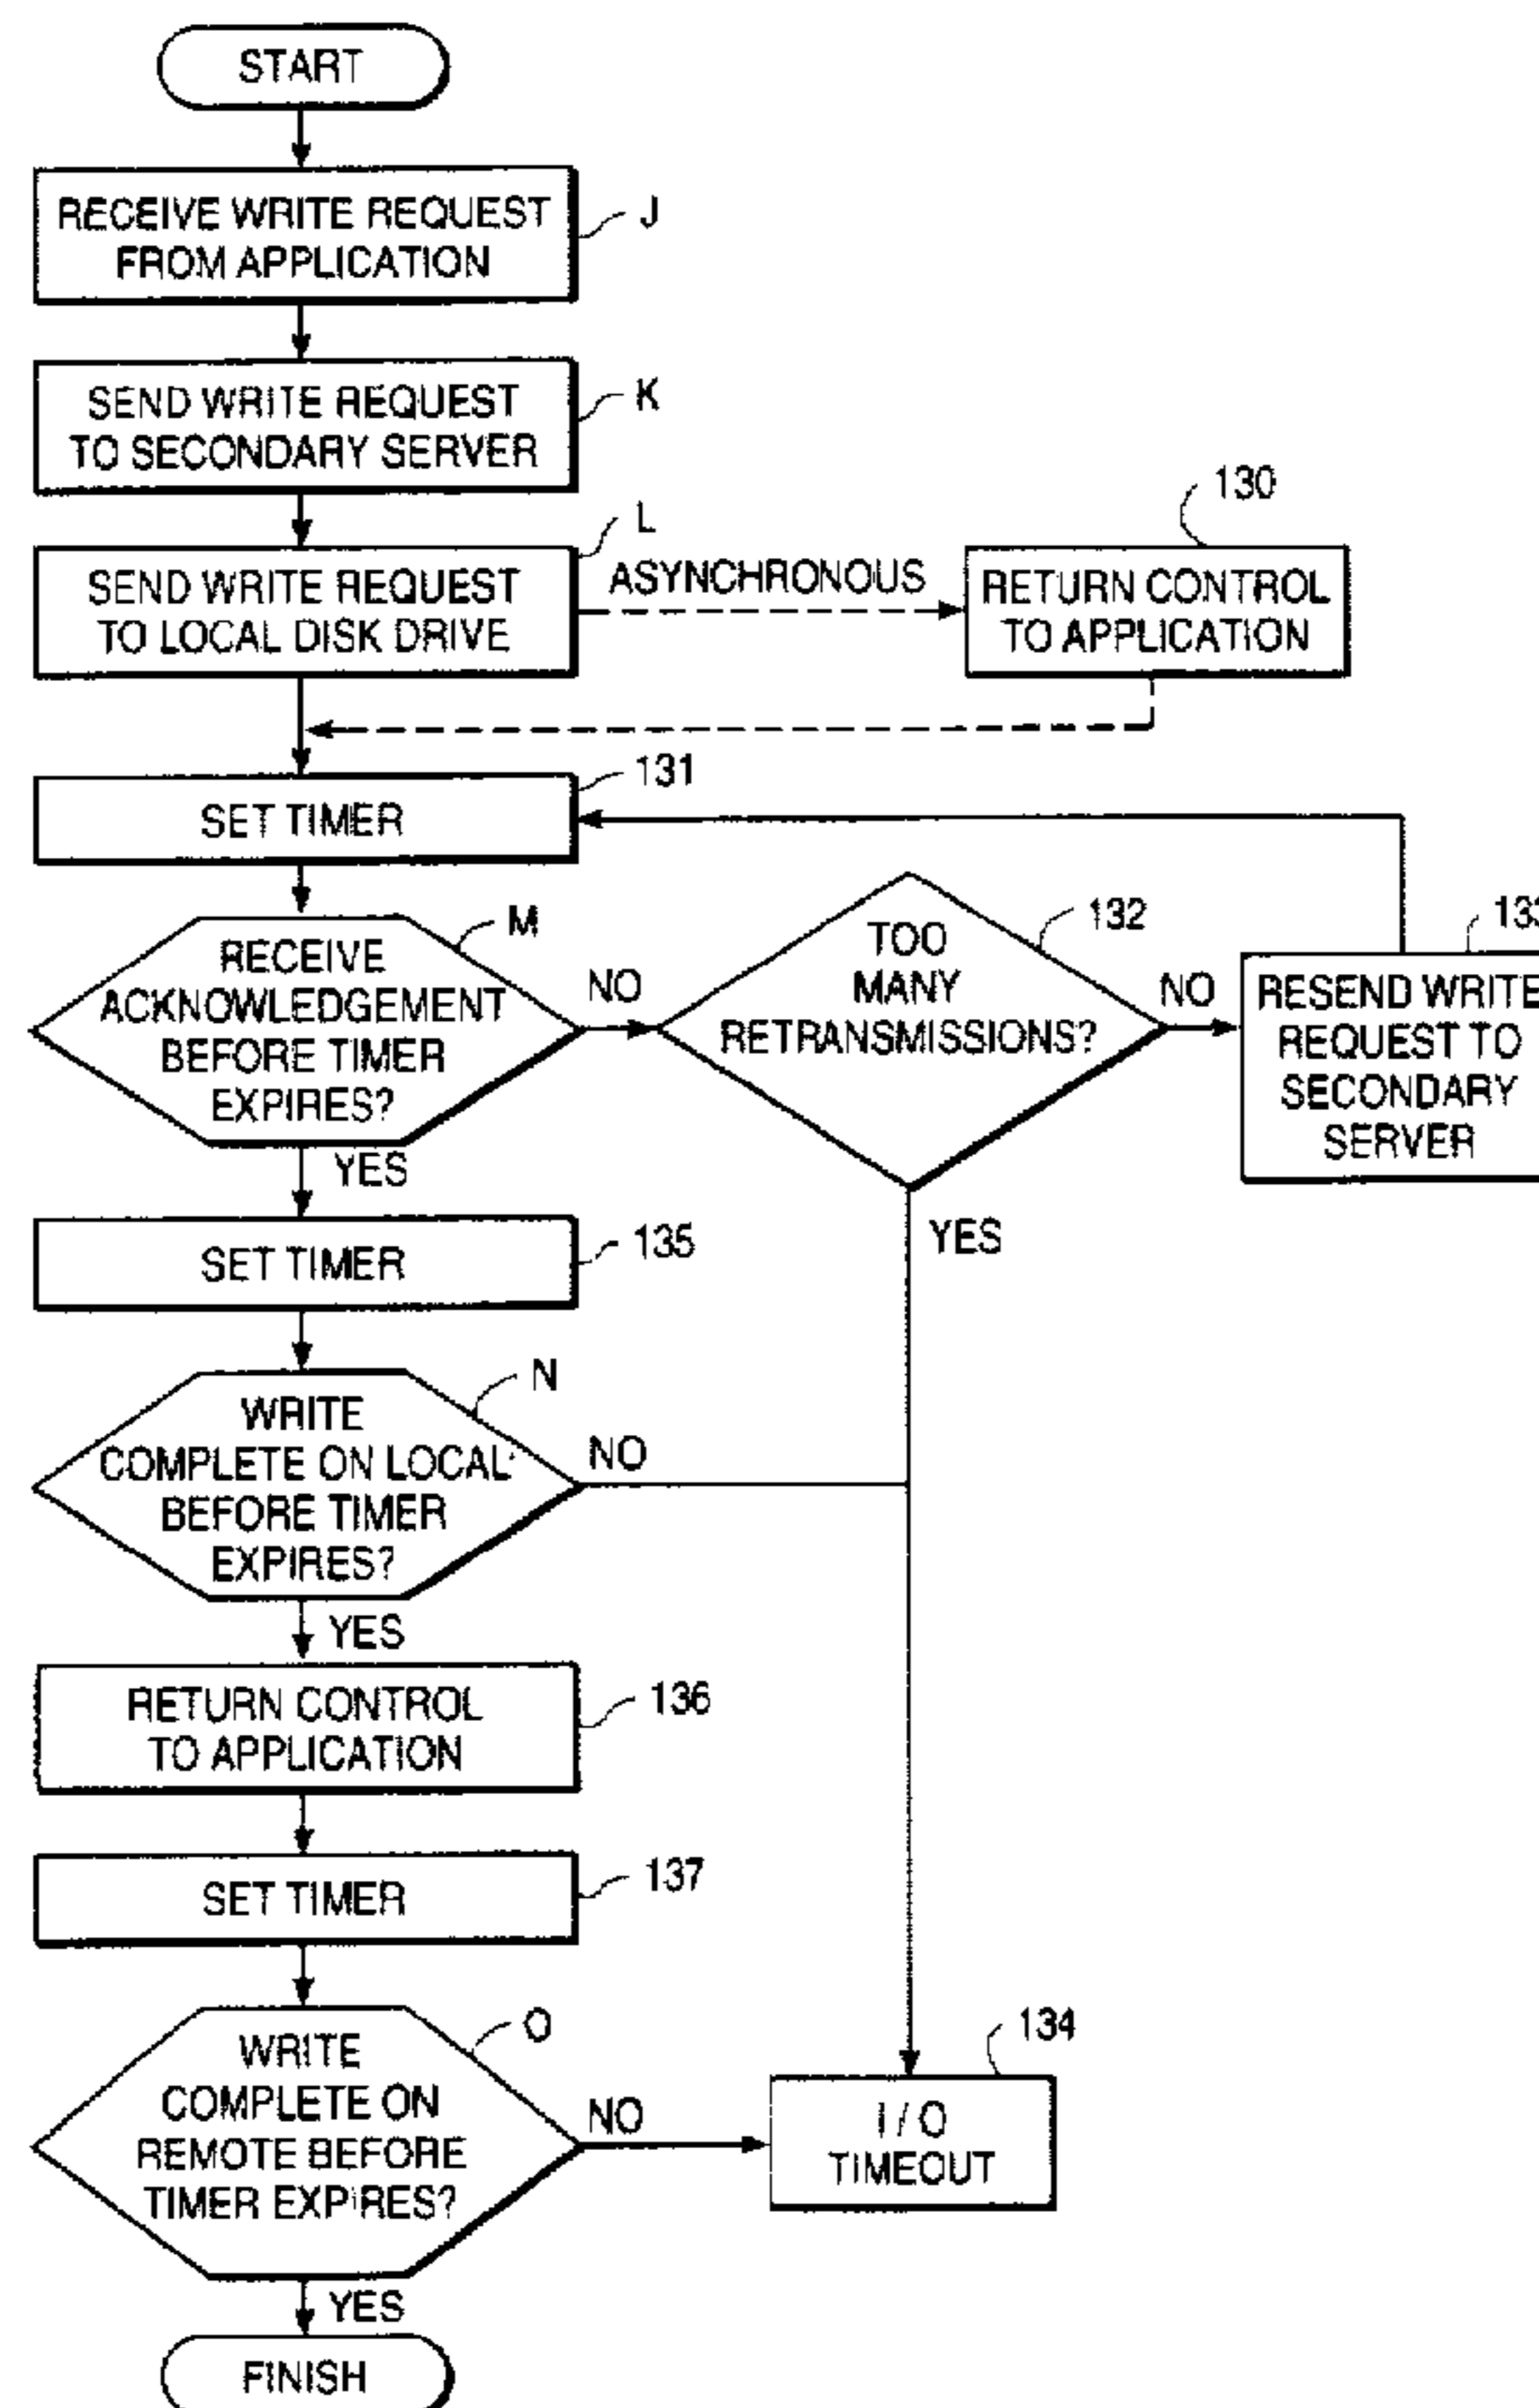 START
RECEIVE WRITE REQUEST
FROM APPLICATION
J
SEND WRITE REQUEST
TO SECONDARY SERVER
K
SEND WRITE REQUEST
TO LOCAL DISK DRIVE
L
ASYNCHRONOUS
130
RETURN CONTROL
TO APPLICATION
SET TIMER
131
RECEIVE
ACKNOWLEDGEMENT
BEFORE TIMER
EXPIRES?
M
NO
TOO
MANY
RETRANSMISSIONS?
132
NO
RESEND WRITE
REQUEST TO
SECONDARY
SERVER
YES
YES
SET TIMER
135
WRITE
COMPLETE ON LOCAL
BEFORE TIMER
EXPIRES?
N
NO
YES
RETURN CONTROL
TO APPLICATION
136
SET TIMER
137
WRITE
COMPLETE ON
REMOTE BEFORE
TIMER EXPIRES?
O
NO
134
I / O
TIMEOUT
YES
FINISH